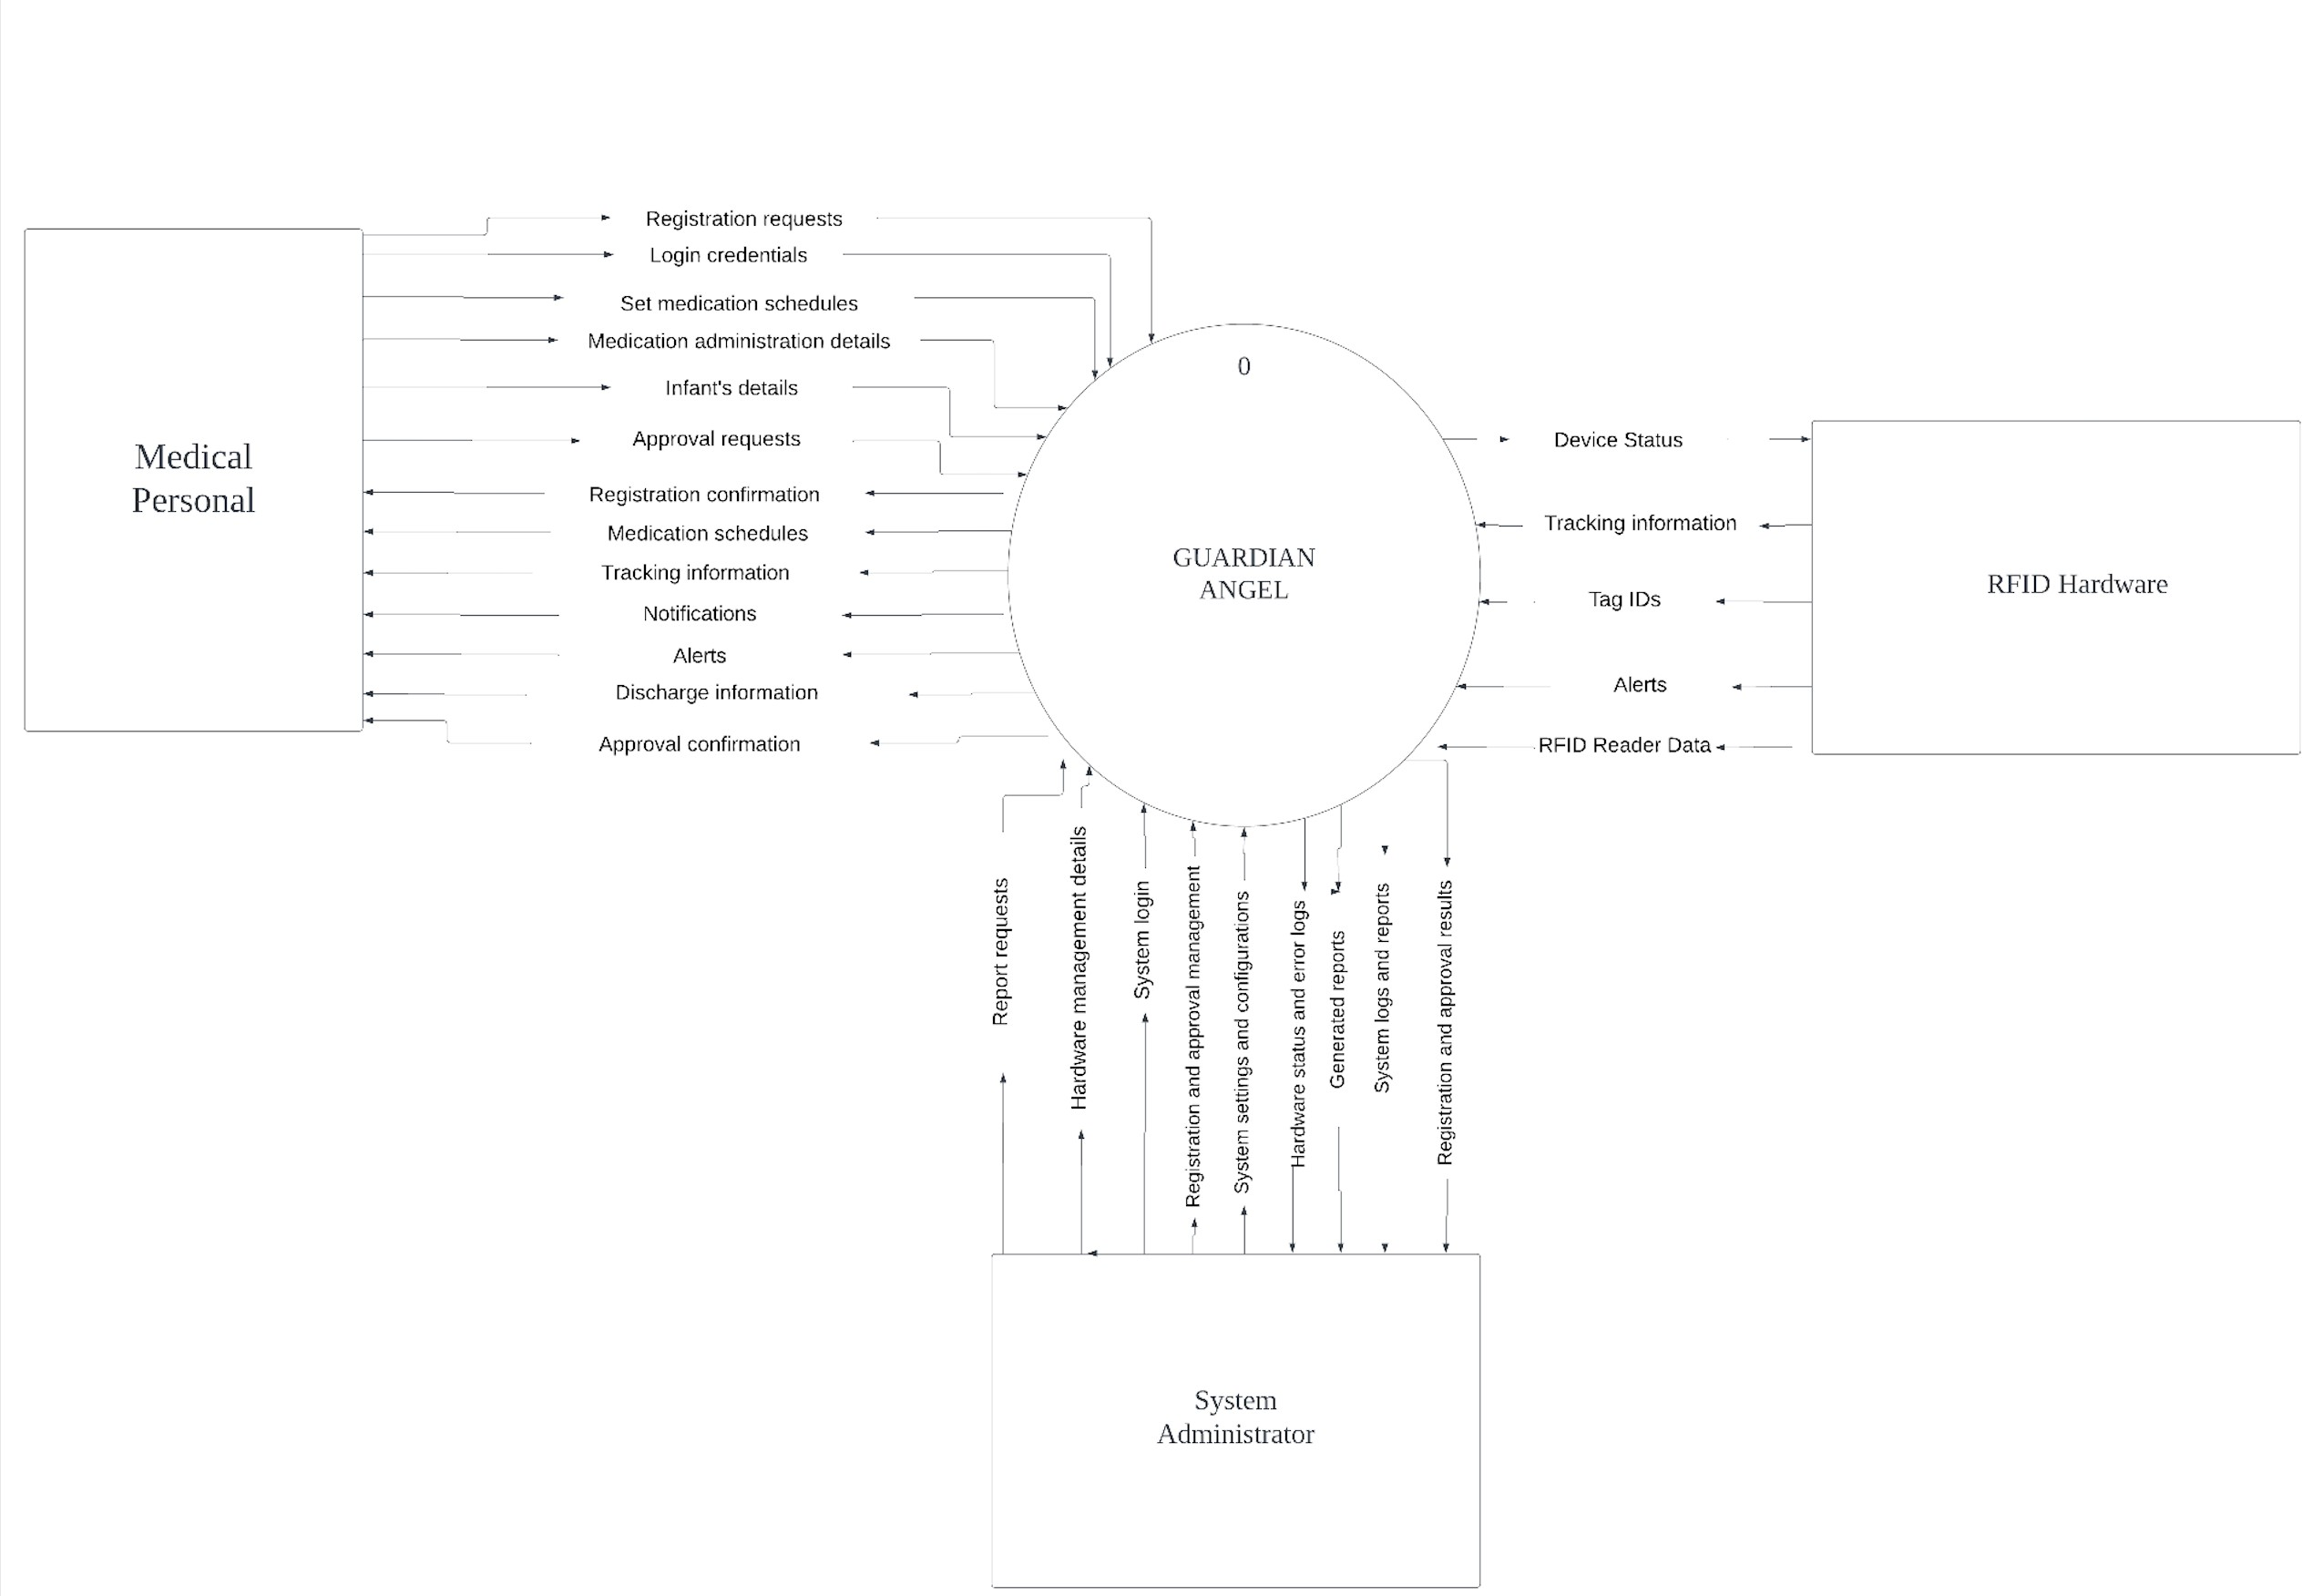 Registration requests
Login credentials
Set medication schedules
Medication administration details
Infant's details
Approval requests
Registration confirmation
Medication schedules
Tracking information
Notifications
Alerts
Discharge information
Approval confirmation
Medical
Personal
0
GUARDIAN
ANGEL
Device Status
Tracking information
Tag IDs
Alerts
RFID Reader Data
RFID Hardware
Report requests
Hardware management details
System login
Registration and approval management
System settings and configurations
Hardware status and error logs
Generated reports
System logs and reports
Registration and approval results
System
Administrator